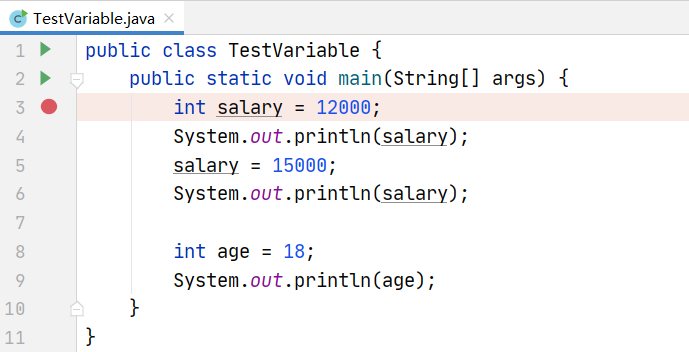 TestVariable.java
1 public class TestVariable {
2 public static void main(String[] args) {
3 int salary = 12000;
4 System.out.println(salary);
5 salary = 15000;
6 System.out.println(salary);
7
8 int age = 18;
9 System.out.println(age);
10 }
11 }